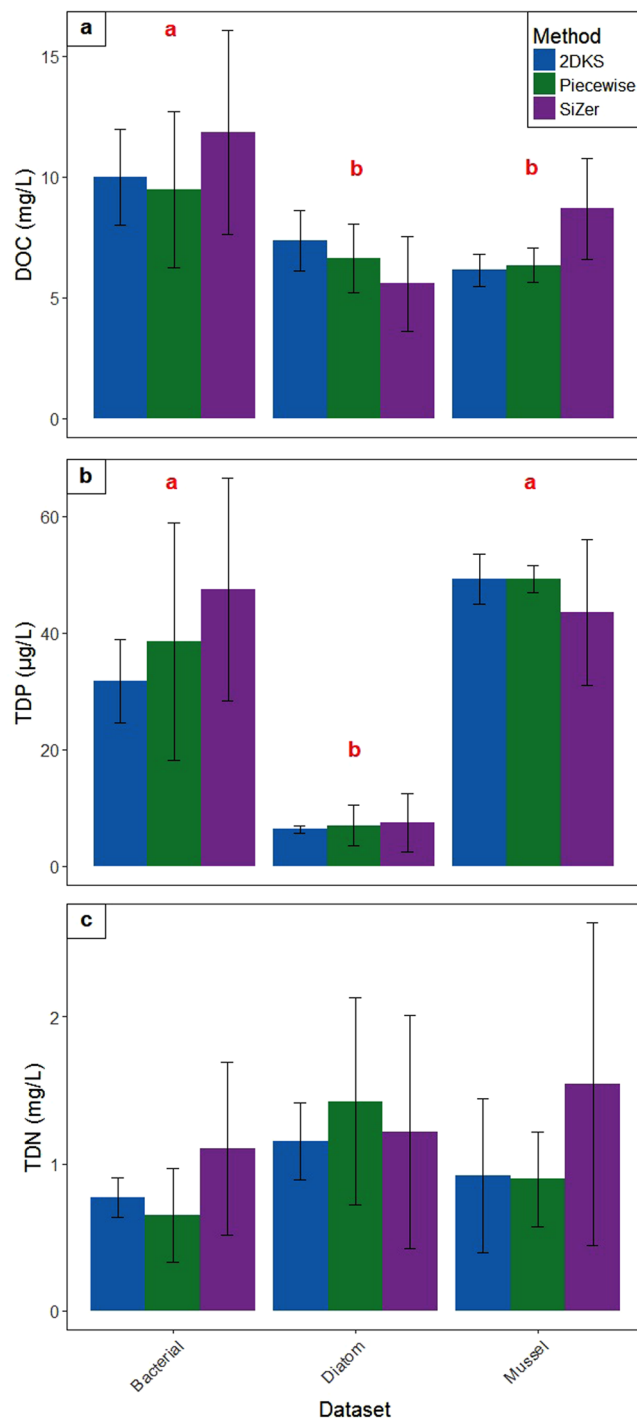 a
a
b
b
Method
2DKS
Piecewise
SiZer
15
10
5
0
DOC (mg/L)
b
a
b
a
60
40
20
0
TDP (µg/L)
c
2
1
0
TDN (mg/L)
Bacterial
Diatom
Mussel
Dataset